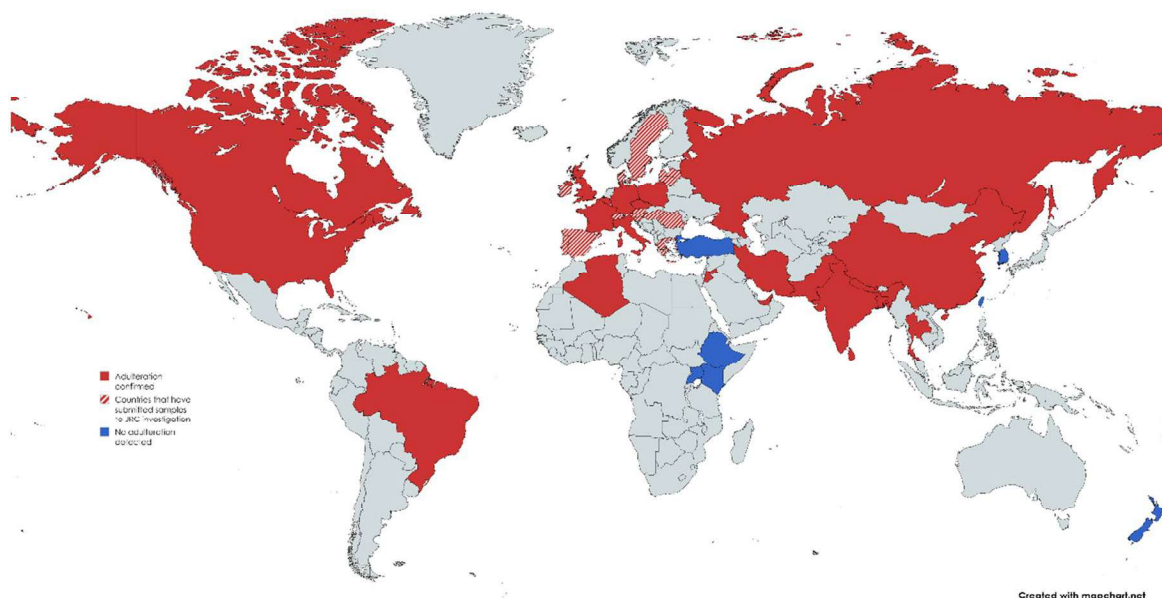 Adulteration
confirmed
Countries that have
submitted samples
to JRC investigation
No adulteration
detected
Created with mapchart.net